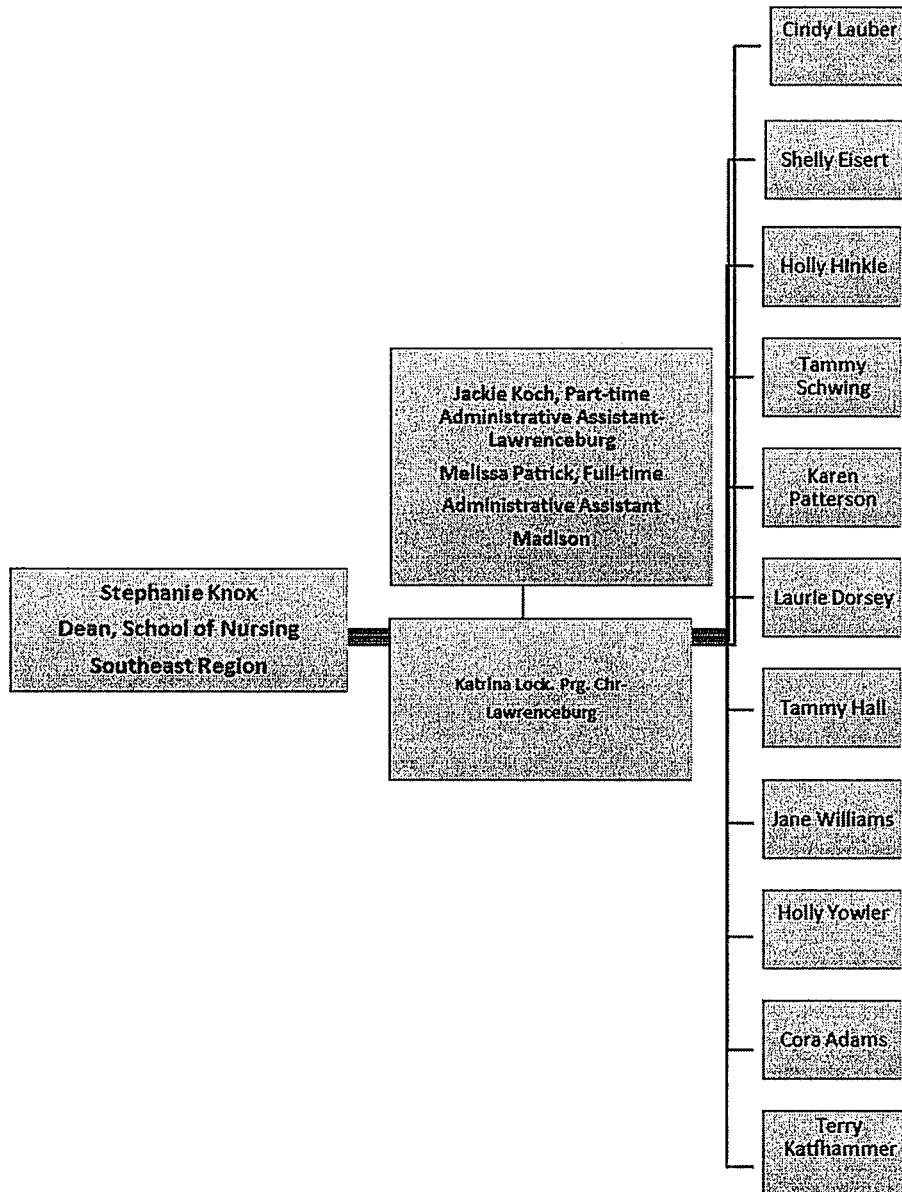 Cindy Lauber
Shelly Eisert
Holly Hinkle
Tammy
Schwing
Karen
Patterson
Laurie Dorsey
Tammy Hall
Jane Williams
Holly Yowler
Cora Adams
Terry
Katfhammer
Jackie Koch, Part-time
Administrative Assistant-
Lawrenceburg
Melissa Patrick, Full-time
Administrative Assistant
Madison
Stephanie Knox
Dean, School of Nursing
Southeast Region
Katrina Lock. Prg. Chr-
Lawrenceburg